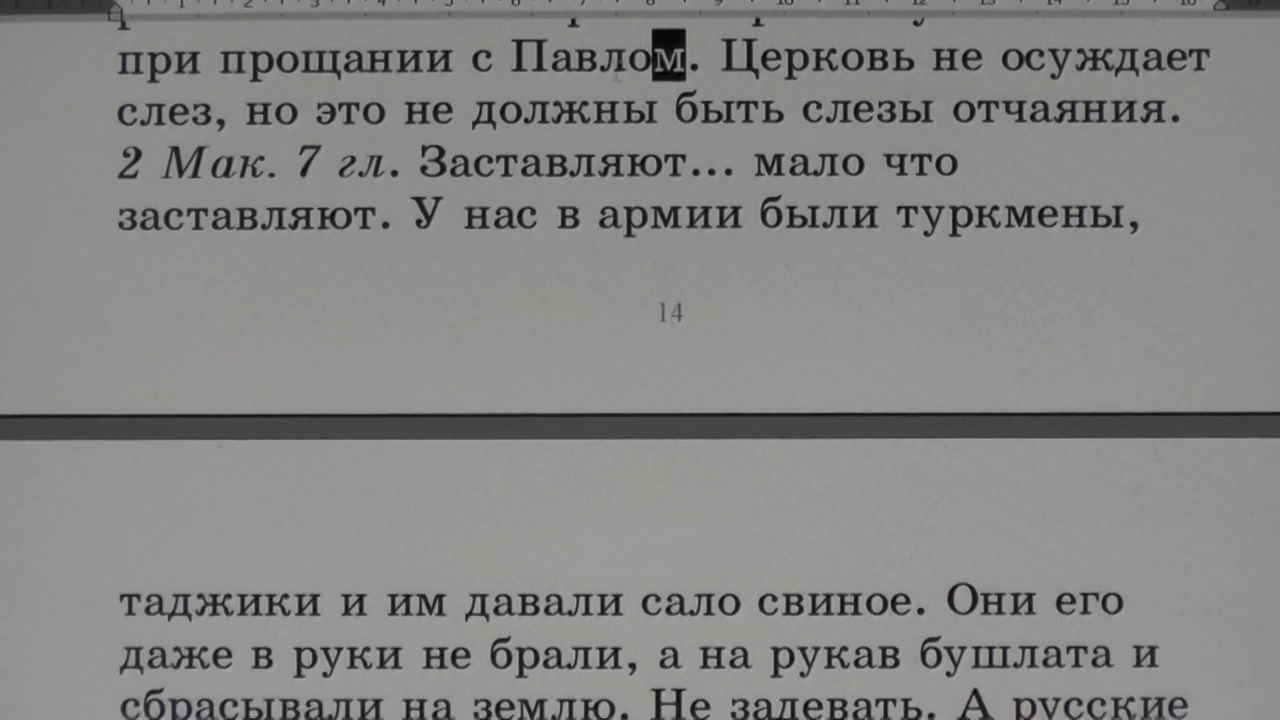 при прощании с Павлом. Церковь не осуждает
слез, но это не должны быть слезы отчаяния.
2 Мак. 7 гл. Заставляют... мало что
заставляют. У нас в армии были туркмены,
14
таджики и им давали сало свиное. Они его
даже в руки не брали, а на рукав бушлата и
сбрасывали на землю. Не задевать. А русские